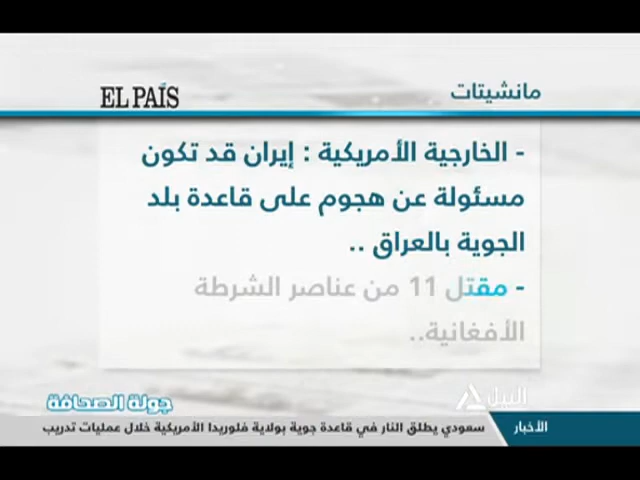 مانشيتات
EL PAÍS
- الخارجية الأمريكية : إيران قد تكون
مسئولة عن هجوم على قاعدة بلد
الجوية بالعراق ..
- مقتل 11 من عناصر الشرطة
الأفغانية..
النيل
جولة الصحافة
الأخبار
سعودي يطلق النار في قاعدة جوية بولاية فلوريدا الأمريكية خلال عمليات تدريب